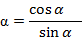 α = cos α / sin α